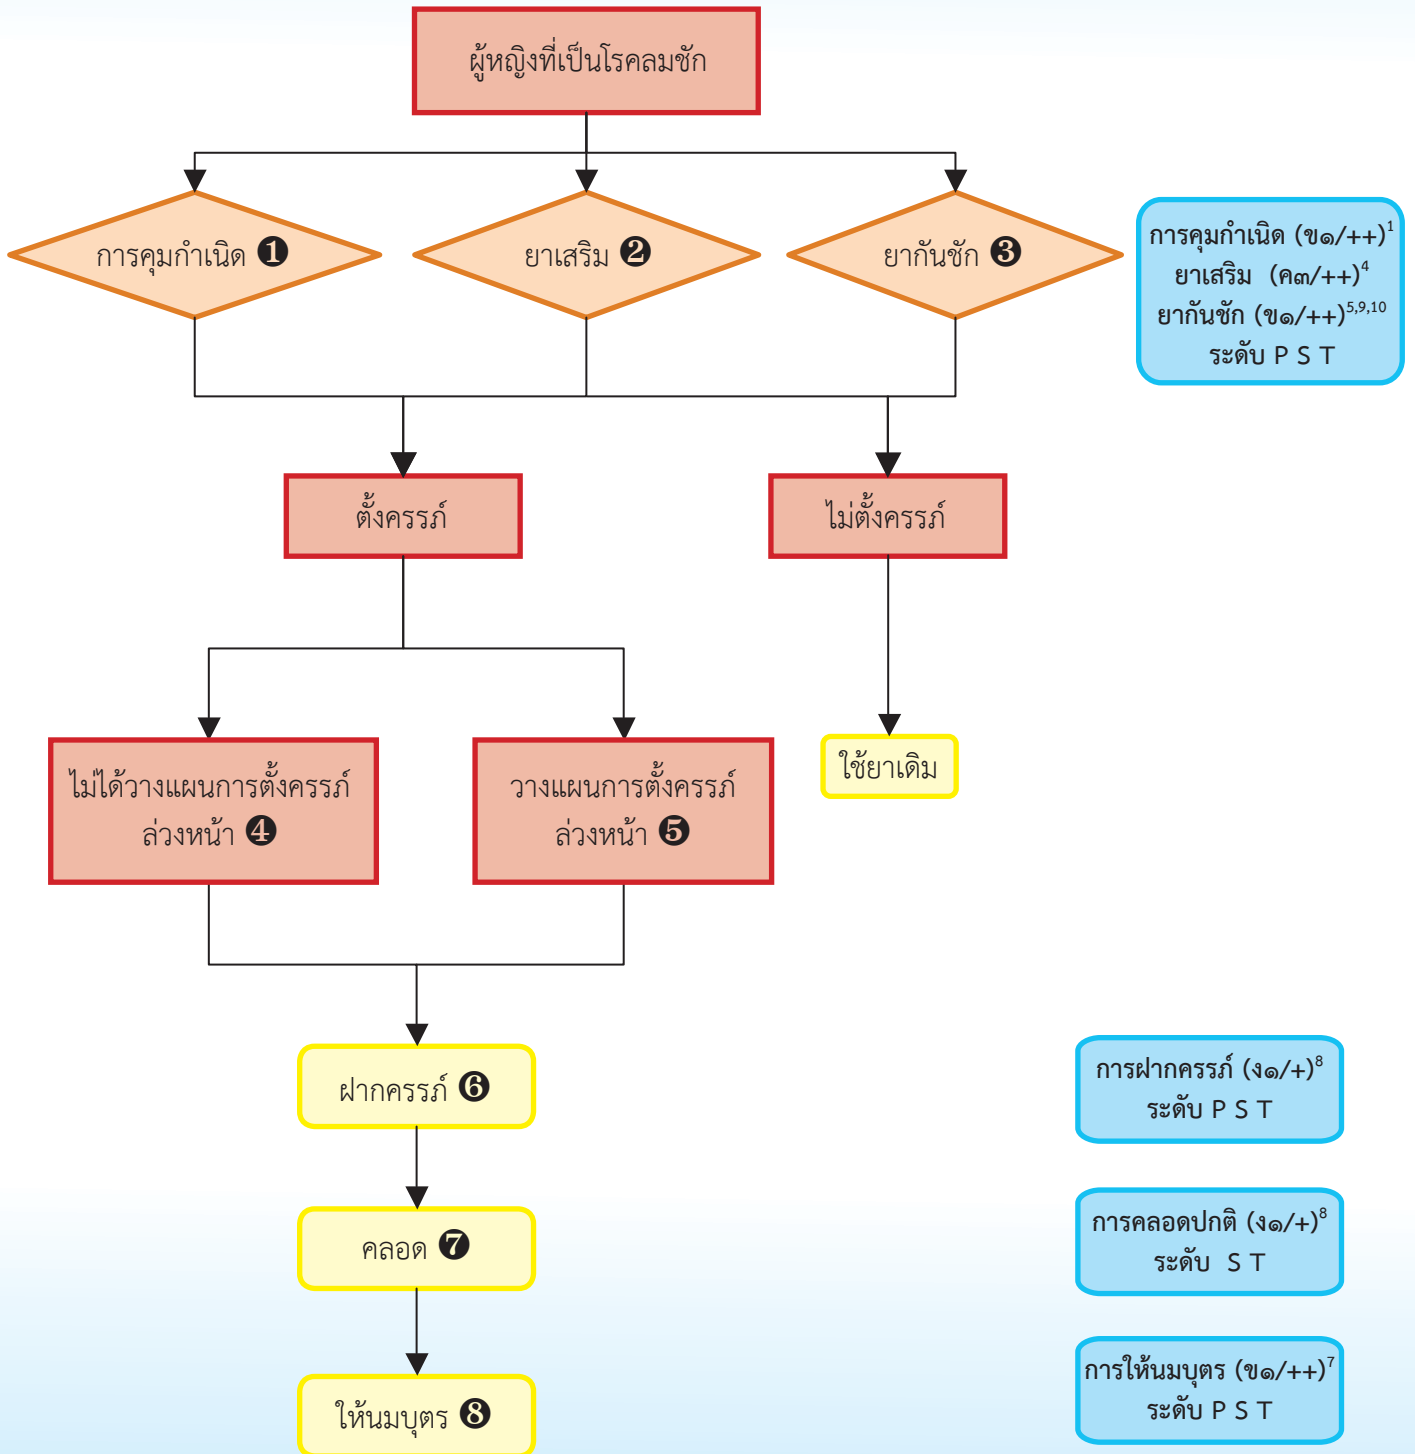 ผู้หญิงที่เป็นโรคลมชัก
การคุมกำเนิด ❶
ยาเสริม ❷
ยากันชัก ❸
การคุมกำเนิด (ข๑/++)¹
ยาเสริม (ค๓/++)⁴
ยากันชัก (ข๑/++)⁵,⁹,¹⁰
ระดับ P S T
ตั้งครรภ์
ไม่ตั้งครรภ์
ไม่ได้วางแผนการตั้งครรภ์
ล่วงหน้า ❹
วางแผนการตั้งครรภ์
ล่วงหน้า ❺
ใช้ยาเดิม
ฝากครรภ์ ❻
การฝากครรภ์ (ง๑/+)⁸
ระดับ P S T
คลอด ❼
การคลอดปกติ (ง๑/+)⁸
ระดับ S T
ให้นมบุตร ❽
การให้นมบุตร (ข๑/++)⁷
ระดับ P S T